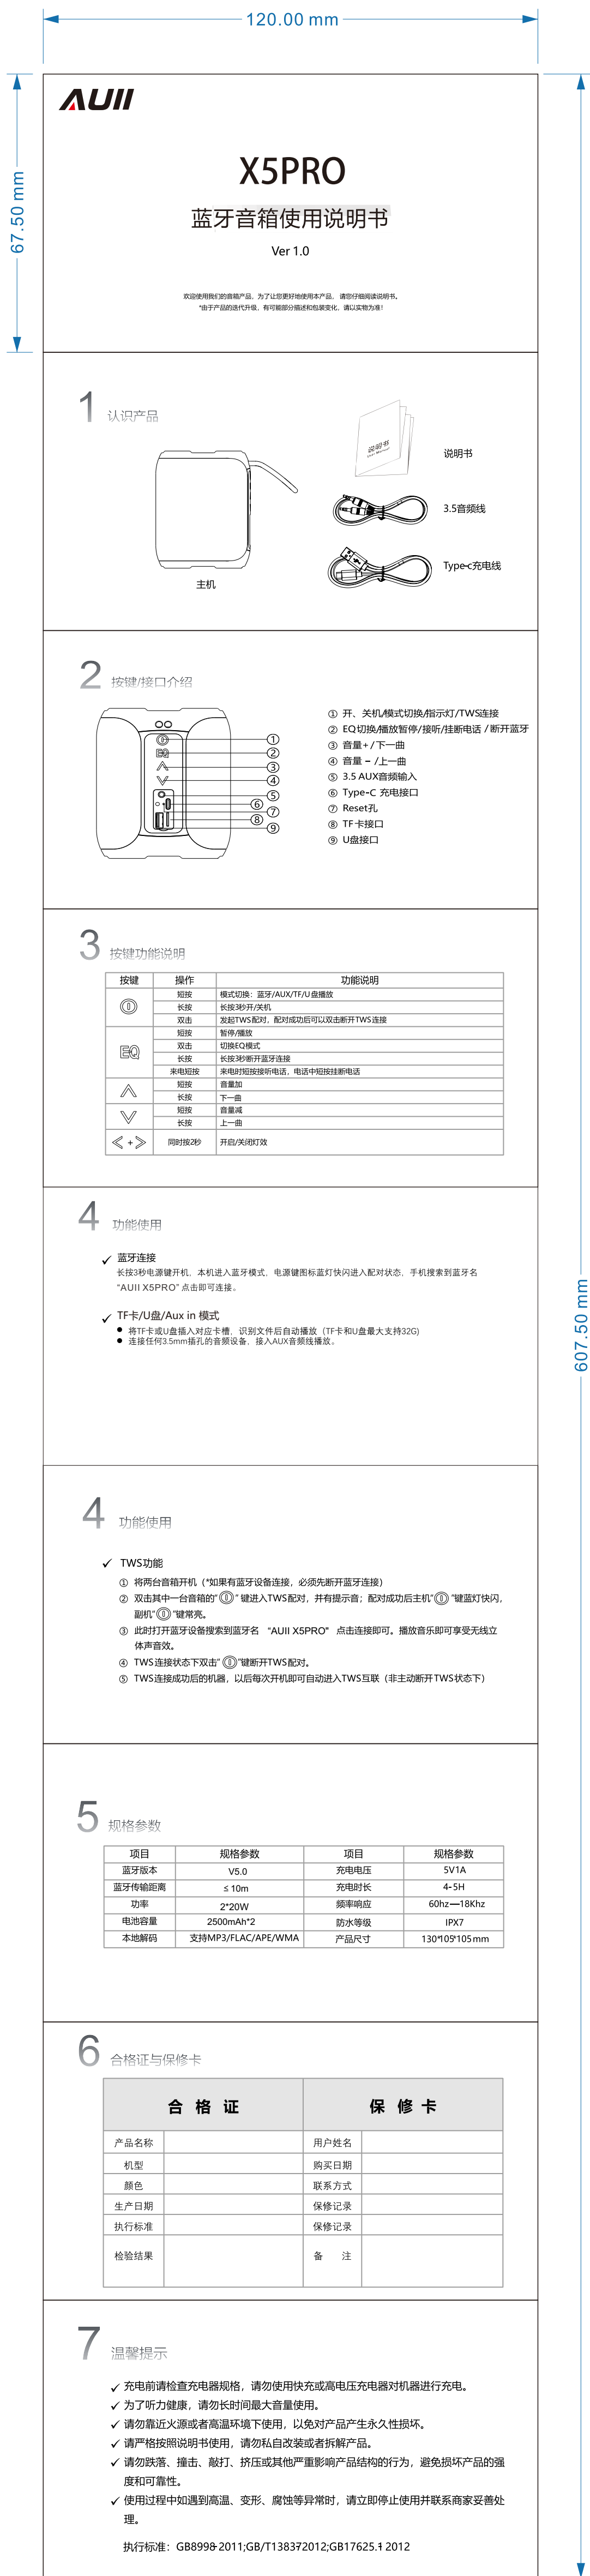 120.00 mm
67.50 mm
607.50 mm
AUII
X5PRO
蓝牙音箱使用说明书
Ver 1.0
欢迎使用我们的音箱产品，为了让您更好地使用本产品， 请您仔细阅读说明书。
*由于产品的迭代升级，有可能部分描述和包装变化，请以实物为准！
1 认识产品
说明书
说明书
3.5音频线
Type-c充电线
主机
2 按键/接口介绍
① 开、关机/模式切换/指示灯/TWS连接
② EQ切换/播放暂停/接听/挂断电话 / 断开蓝牙
③ 音量+ / 下一曲
④ 音量 - /上一曲
⑤ 3.5 AUX音频输入
⑥ Type-C 充电接口
⑦ Reset孔
⑧ TF 卡接口
⑨ U盘接口
EQ
①
②
③
④
⑤
⑥
⑦
⑧
⑨
3 按键功能说明
按键 操作 功能说明
短按 模式切换：蓝牙/AUX/TF/U 盘播放
长按 长按3秒开/关机
双击 发起TWS 配对，配对成功后可以双击断开TWS 连接
EQ
短按 暂停/播放
双击 切换EQ模式
长按 长按3秒断开蓝牙连接
来电短按 来电时短按接听电话，电话中短按挂断电话
短按 音量加
长按 下一曲
短按 音量减
长按 上一曲
＜ + ＞ 同时按2秒 开启/关闭灯效
4 功能使用
✓ 蓝牙连接
长按3秒电源键开机，本机进入蓝牙模式，电源键图标蓝灯快闪进入配对状态，手机搜索到蓝牙名
“AUII X5PRO” 点击即可连接。
✓ TF卡/U盘/Aux in 模式
● 将TF卡或U盘插入对应卡槽，识别文件后自动播放（TF卡和U盘最大支持32G)
● 连接任何3.5mm插孔的音频设备，接入AUX音频线播放。
4 功能使用
✓ TWS功能
① 将两台音箱开机（*如果有蓝牙设备连接，必须先断开蓝牙连接）
② 双击其中一台音箱的“ ” 键进入TWS配对，并有提示音；配对成功后主机“ ”键蓝灯快闪，
副机“ ”键常亮。
③ 此时打开蓝牙设备搜索到蓝牙名 “AUII X5PRO” 点击连接即可。播放音乐即可享受无线立
体声音效。
④ TWS连接状态下双击“ ”键断开TWS配对。
⑤ TWS连接成功后的机器，以后每次开机即可自动进入TWS互联（非主动断开 TWS状态下）
5 规格参数
项目 规格参数 项目 规格参数
蓝牙版本 V5.0 充电电压 5V1A
蓝牙传输距离 ≤ 10m 充电时长 4-5H
功率 2*20W 频率响应 60hz—18Khz
电池容量 2500mAh*2 防水等级 IPX7
本地解码 支持MP3/FLAC/APE/WMA 产品尺寸 130*105*105 mm
6 合格证与保修卡
合 格 证 保 修 卡
产品名称 用户姓名
机型 购买日期
颜色 联系方式
生产日期 保修记录
执行标准 保修记录
检验结果 备 注
7 温馨提示
✓ 充电前请检查充电器规格，请勿使用快充或高电压充电器对机器进行充电。
✓ 为了听力健康，请勿长时间最大音量使用。
✓ 请勿靠近火源或者高温环境下使用，以免对产品产生永久性损坏。
✓ 请严格按照说明书使用，请勿私自改装或者拆解产品。
✓ 请勿跌落、撞击、敲打、挤压或其他严重影响产品结构的行为，避免损坏产品的强
度和可靠性。
✓ 使用过程中如遇到高温、变形、腐蚀等异常时，请立即停止使用并联系商家妥善处
理。
执行标准：GB8998-2011;GB/T13837-2012;GB17625.1-2012